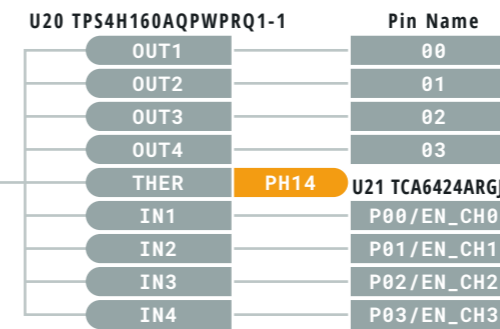 U20 TPS4H160AQPWPRQ1-1 Pin Name
OUT1 00
OUT2 01
OUT3 02
OUT4 03
THER PH14 U21 TCA6424ARGJ
IN1 P00/EN_CH0
IN2 P01/EN_CH1
IN3 P02/EN_CH2
IN4 P03/EN_CH3